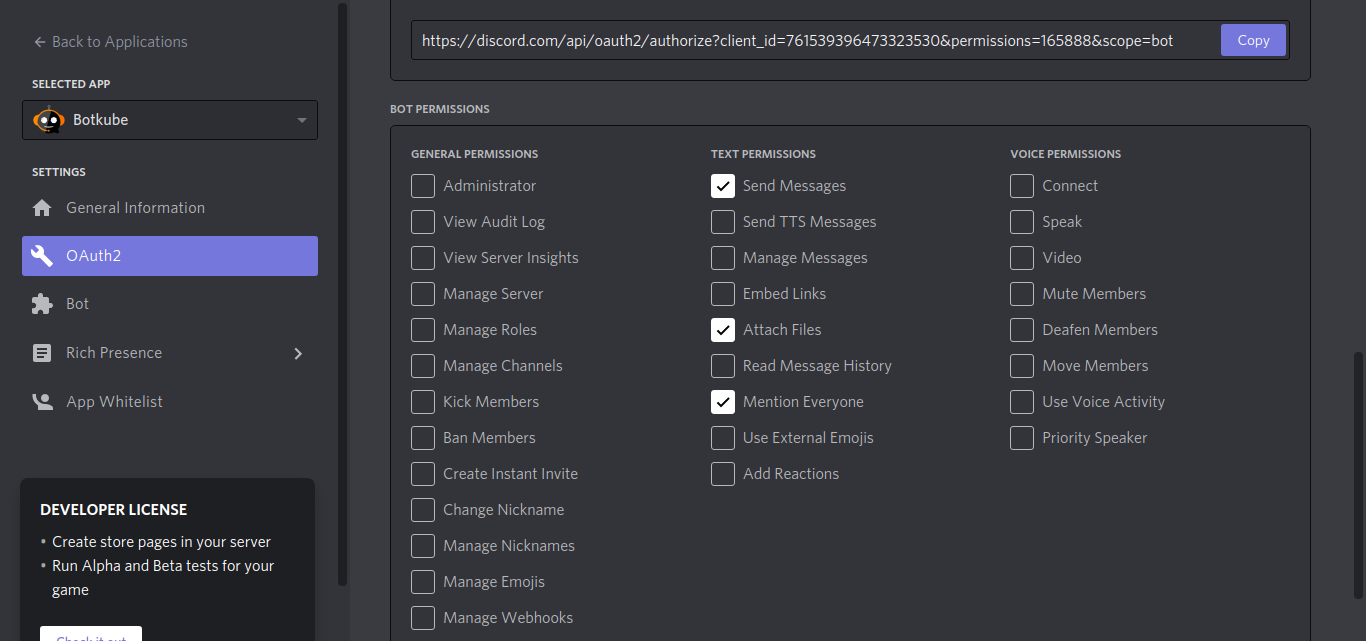 Back to Applications
SELECTED APP
Botkube
SETTINGS
General Information
OAuth2
Bot
Rich Presence
App Whitelist
DEVELOPER LICENSE
Create store pages in your server
Run Alpha and Beta tests for your
game
Check it out
https://discord.com/api/oauth2/authorize?client_id=761539396473323530&permissions=165888&scope=bot
Copy
BOT PERMISSIONS
GENERAL PERMISSIONS
Administrator
View Audit Log
View Server Insights
Manage Server
Manage Roles
Manage Channels
Kick Members
Ban Members
Create Instant Invite
Change Nickname
Manage Nicknames
Manage Emojis
Manage Webhooks
TEXT PERMISSIONS
Send Messages
Send TTS Messages
Manage Messages
Embed Links
Attach Files
Read Message History
Mention Everyone
Use External Emojis
Add Reactions
VOICE PERMISSIONS
Connect
Speak
Video
Mute Members
Deafen Members
Move Members
Use Voice Activity
Priority Speaker